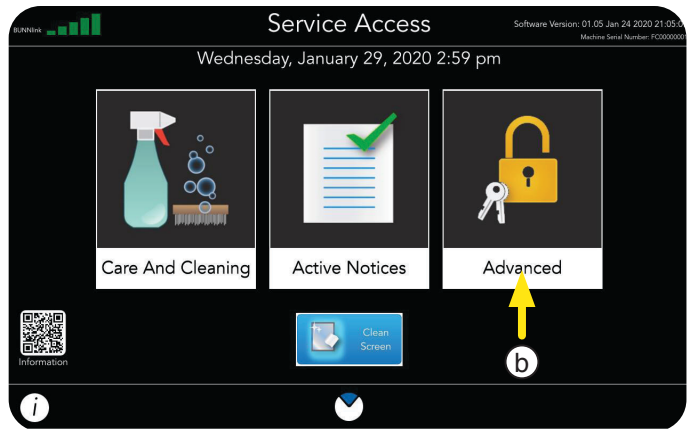 BUNNlink
Service Access
Software Version: 01.05 Jan 24 2020 21:05:0
Machine Serial Number: FC00000001
Wednesday, January 29, 2020 2:59 pm
Care And Cleaning
Active Notices
Advanced
Clean
Screen
Information
b
i